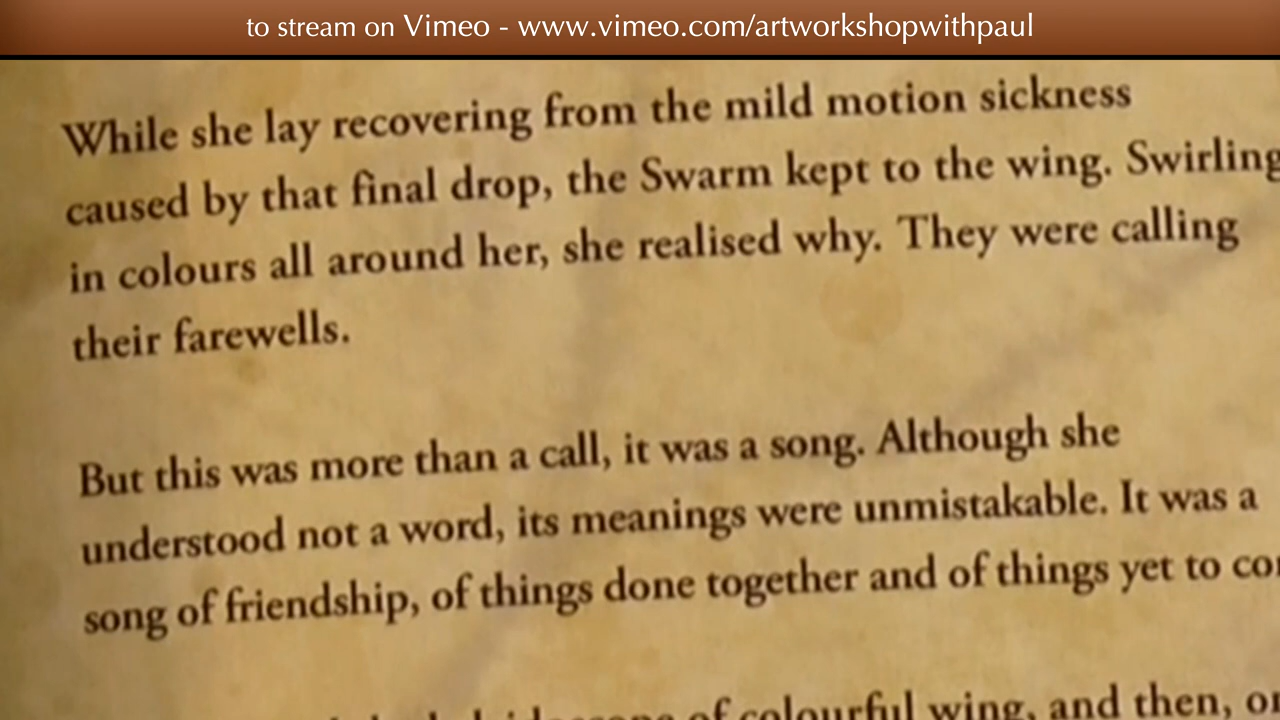 to stream on Vimeo - www.vimeo.com/artworkshopwithpaul
While she lay recovering from the mild motion sickness
caused by that final drop, the Swarm kept to the wing. Swirling
in colours all around her, she realised why. They were calling
their farewells.
But this was more than a call, it was a song. Although she
understood not a word, its meanings were unmistakable. It was a
song of friendship, of things done together and of things yet to
of colourful wing, and then,